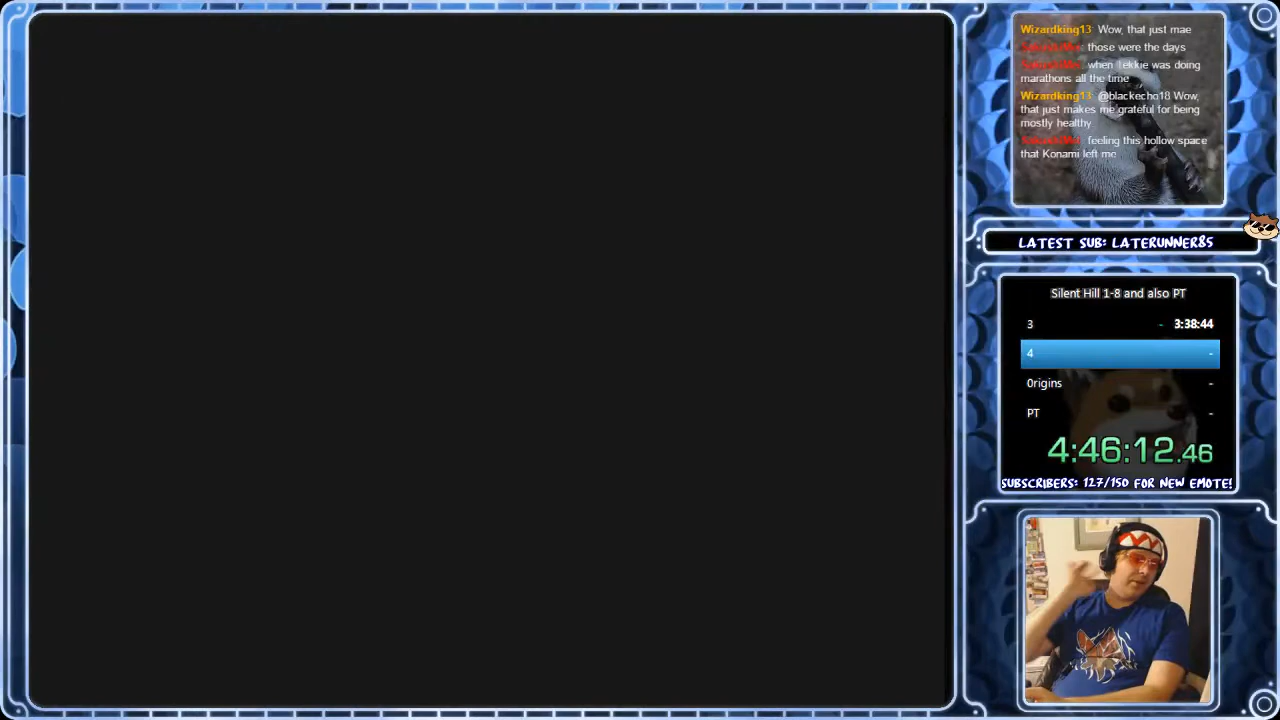 Wizardking13: Wow, that just mae
those were the days
when Tekkie was doing
marathons all the time
Wizardking13: @blackecho18 Wow,
that just makes me grateful for being
mostly healthy
feeling this hollow space
that Konami left me
LATEST SUB: LATERUNNER85
Silent Hill 1-8 and also PT
3 - 3:38:44
4 -
Origins -
PT -
4:46:12.46
SUBSCRIBERS: 127/150 FOR NEW EMOTE!